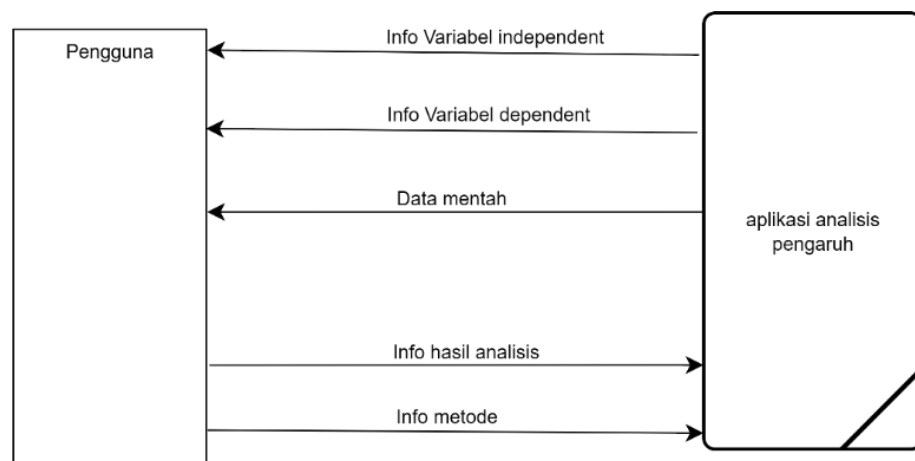 Pengguna
Info Variabel independent
Info Variabel dependent
Data mentah
aplikasi analisis
pengaruh
Info hasil analisis
Info metode